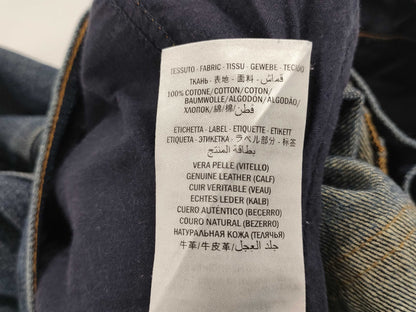 TESSUTO - FABRIC - TISSU - GEWEBE - TECIDO
ТКАНЬ - 表地 - 面料 - قماش
100% COTONE/COTTON/COTON/
BAUMWOLLE/ALGODON/ALGODÃO/
ХЛОПОК/綿/棉/قطن
ETICHETTA - LABEL - ETIQUETTE - ETIKETT
ETIQUETA - ЭТИКЕТКА - ラベル部分 - 标签
بطاقة المنتج
VERA PELLE (VITELLO)
GENUINE LEATHER (CALF)
CUIR VERITABLE (VEAU)
ECHTES LEDER (KALB)
CUERO AUTÉNTICO (BECERRO)
COURO NATURAL (BEZERRO)
НАТУРАЛЬНАЯ КОЖА (ТЕЛЯЧЬЯ)
牛革/牛皮革/جلد العجل